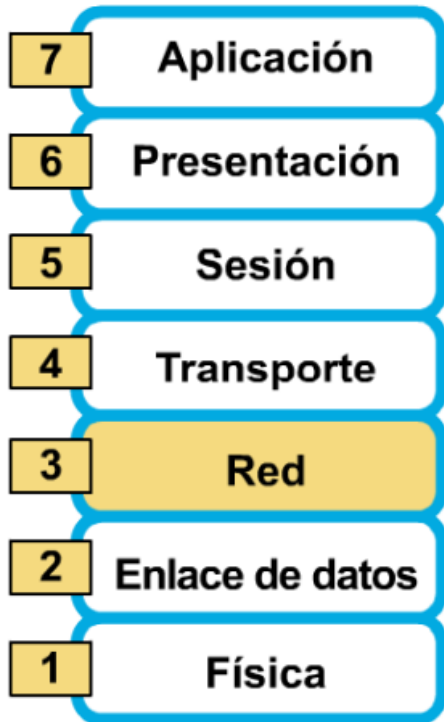 7 Aplicación
6 Presentación
5 Sesión
4 Transporte
3 Red
2 Enlace de datos
1 Física